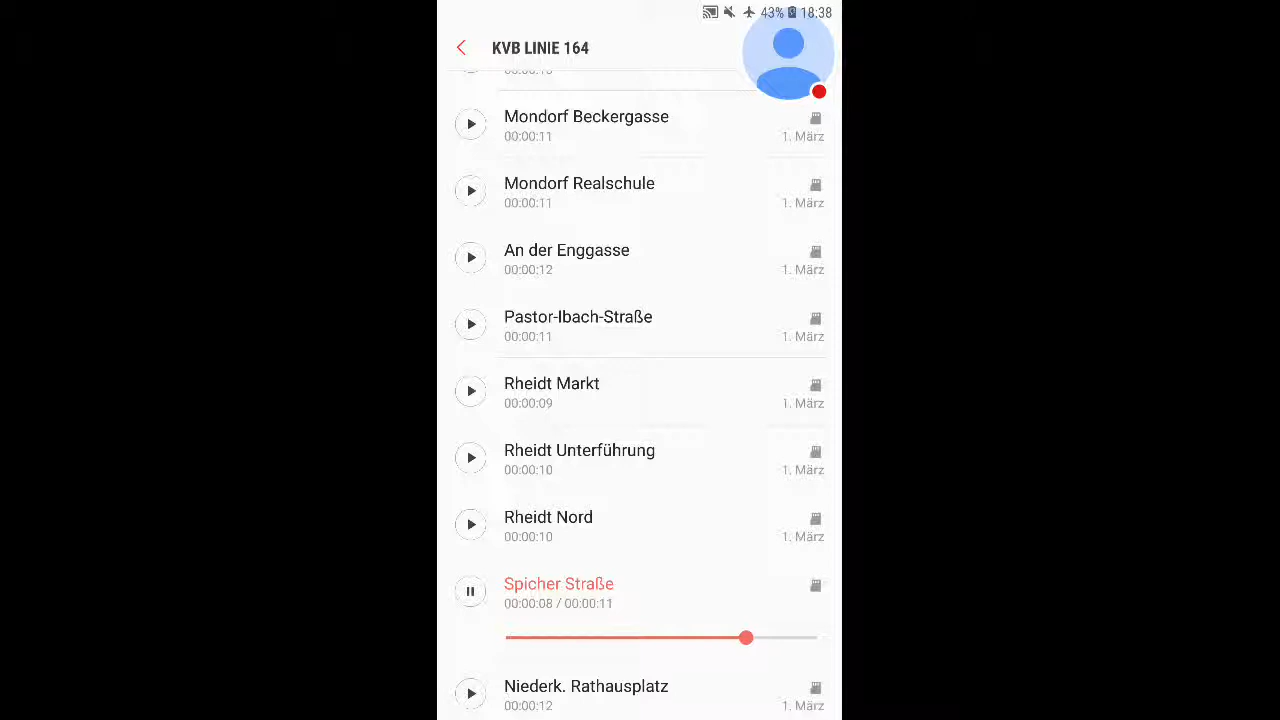 43% 18:38
KVB LINIE 164
Mondorf Beckergasse
00:00:11 1. März
Mondorf Realschule
00:00:11 1. März
An der Enggasse
00:00:12 1. März
Pastor-Ibach-Straße
00:00:11 1. März
Rheidt Markt
00:00:09 1. März
Rheidt Unterführung
00:00:10 1. März
Rheidt Nord
00:00:10 1. März
Spicher Straße
00:00:08 / 00:00:11
Niederk. Rathausplatz
00:00:12 1. März